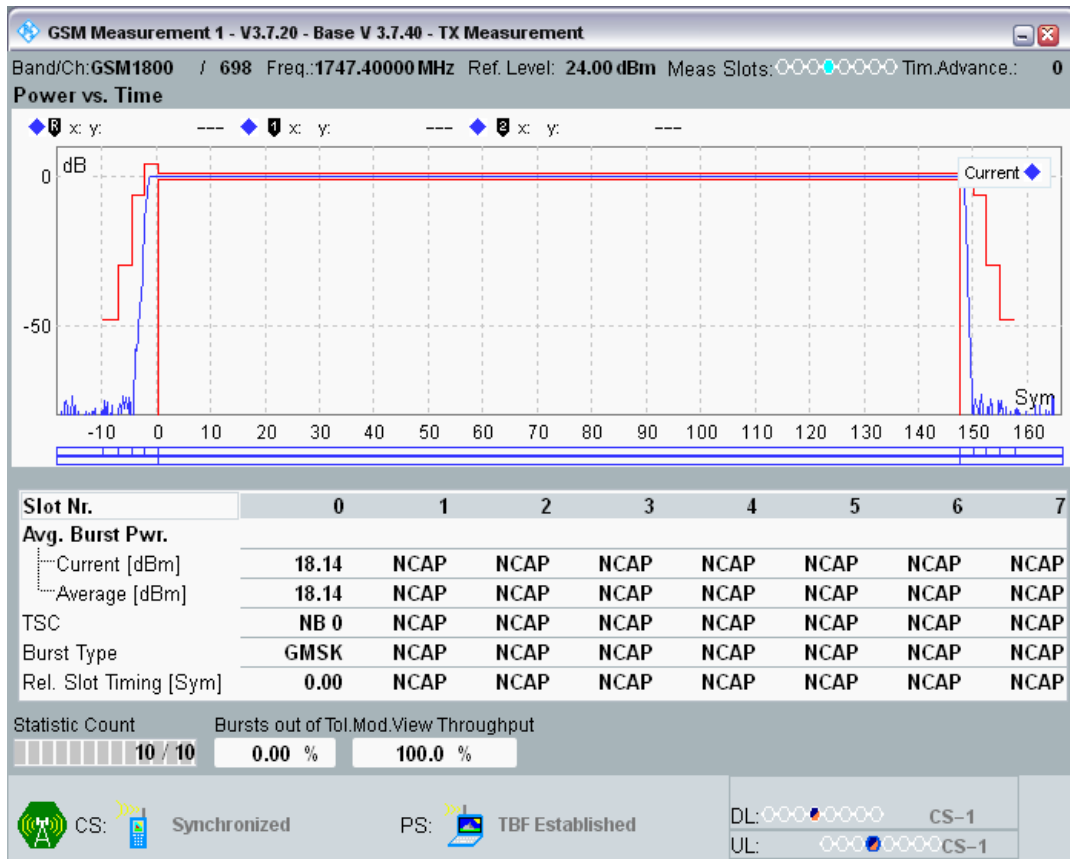 GSM Measurement 1 - V3.7.20 - Base V 3.7.40 - TX Measurement
Band/Ch:GSM1800 / 698 Freq.:1747.40000 MHz Ref. Level: 24.00 dBm Meas Slots: Tim.Advance.: 0
Power vs. Time
R x: y: --- 1 x: y: --- 2 x: y: ---
dB
Current
0
-50
Sym
-10 0 10 20 30 40 50 60 70 80 90 100 110 120 130 140 150 160
Slot Nr. 0 1 2 3 4 5 6 7
Avg. Burst Pwr.
Current [dBm] 18.14 NCAP NCAP NCAP NCAP NCAP NCAP NCAP
Average [dBm] 18.14 NCAP NCAP NCAP NCAP NCAP NCAP NCAP
TSC NB 0 NCAP NCAP NCAP NCAP NCAP NCAP NCAP
Burst Type GMSK NCAP NCAP NCAP NCAP NCAP NCAP NCAP
Rel. Slot Timing [Sym] 0.00 NCAP NCAP NCAP NCAP NCAP NCAP NCAP
Statistic Count Bursts out of Tol. Mod.View Throughput
10 / 10 0.00 % 100.0 %
CS: Synchronized PS: TBF Established
DL: CS-1
UL: CS-1